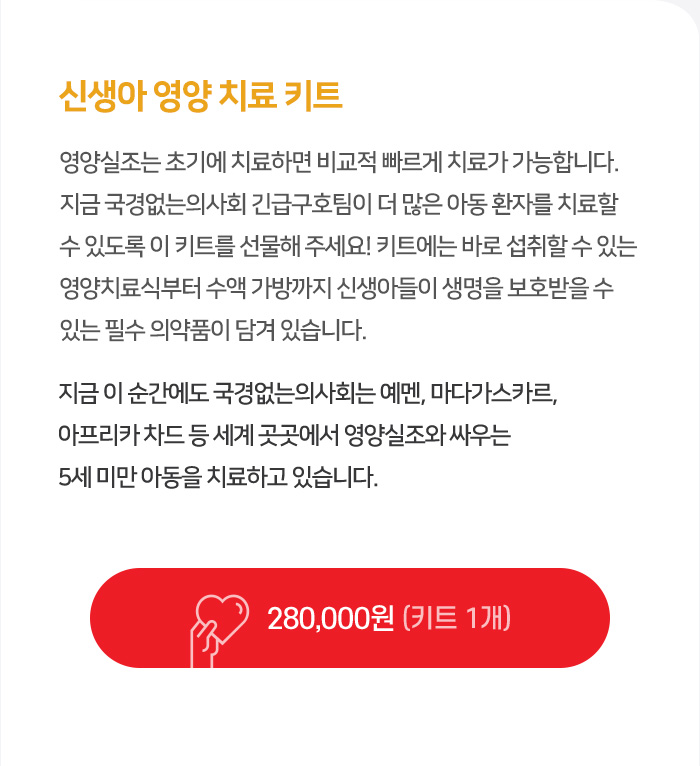 신생아 영양 치료 키트
영양실조는 초기에 치료하면 비교적 빠르게 치료가 가능합니다.
지금 국경없는의사회 긴급구호팀이 더 많은 아동 환자를 치료할
수 있도록 이 키트를 선물해 주세요! 키트에는 바로 섭취할 수 있는
영양치료식부터 수액 가방까지 신생아들이 생명을 보호받을 수
있는 필수 의약품이 담겨 있습니다.
지금 이 순간에도 국경없는의사회는 예멘, 마다가스카르,
아프리카 차드 등 세계 곳곳에서 영양실조와 싸우는
5세 미만 아동을 치료하고 있습니다.
280,000원 (키트 1개)